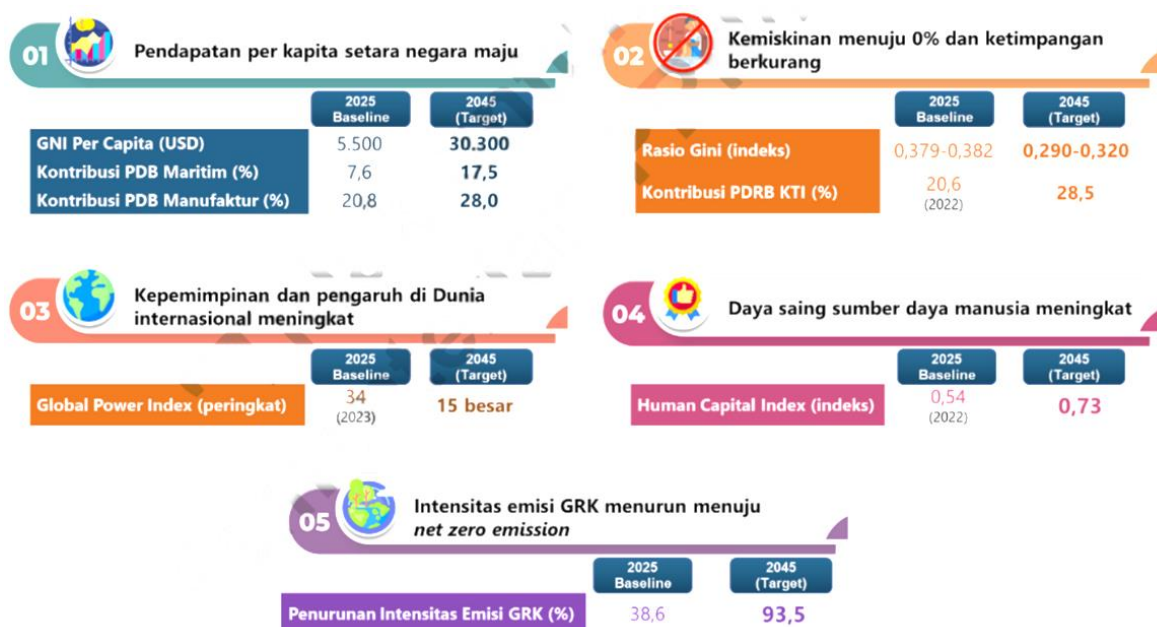 01
Pendapatan per kapita setara negara maju
2025 Baseline
2045 (Target)
GNI Per Capita (USD) 5.500 30.300
Kontribusi PDB Maritim (%) 7,6 17,5
Kontribusi PDB Manufaktur (%) 20,8 28,0
02
Kemiskinan menuju 0% dan ketimpangan
berkurang
2025 Baseline
2045 (Target)
Rasio Gini (indeks) 0,379-0,382 0,290-0,320
Kontribusi PDRB KTI (%) 20,6 (2022) 28,5
03
Kepemimpinan dan pengaruh di Dunia
internasional meningkat
2025 Baseline
2045 (Target)
Global Power Index (peringkat) 34 (2023) 15 besar
04
Daya saing sumber daya manusia meningkat
2025 Baseline
2045 (Target)
Human Capital Index (indeks) 0,54 (2022) 0,73
05
Intensitas emisi GRK menurun menuju
net zero emission
2025 Baseline
2045 (Target)
Penurunan Intensitas Emisi GRK (%) 38,6 93,5